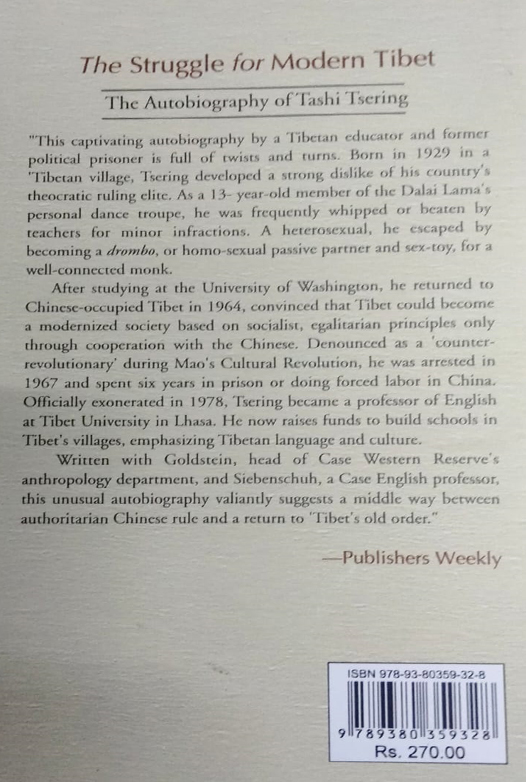 The Struggle for Modern Tibet
The Autobiography of Tashi Tsering
"This captivating autobiography by a Tibetan educator and former
political prisoner is full of twists and turns. Born in 1929 in a
Tibetan village, Tsering developed a strong dislike of his country's
theocratic ruling elite. As a 13- year-old member of the Dalai Lama's
personal dance troupe, he was frequently whipped or beaten by
teachers for minor infractions. A heterosexual, he escaped by
becoming a drombo, or homo-sexual passive partner and sex-toy, for a
well-connected monk.
After studying at the University of Washington, he returned to
Chinese-occupied Tibet in 1964, convinced that Tibet could become
a modernized society based on socialist, egalitarian principles only
through cooperation with the Chinese. Denounced as a 'counter-
revolutionary' during Mao's Cultural Revolution, he was arrested in
1967 and spent six years in prison or doing forced labor in China.
Officially exonerated in 1978, Tsering became a professor of English
at Tibet University in Lhasa. He now raises funds to build schools in
Tibet's villages, emphasizing Tibetan language and culture.
Written with Goldstein, head of Case Western Reserve's
anthropology department, and Siebenschuh, a Case English professor,
this unusual autobiography valiantly suggests a middle way between
authoritarian Chinese rule and a return to Tibet's old order."
—Publishers Weekly
ISBN 978-93-80359-32-8
9 789380 359328
Rs. 270.00